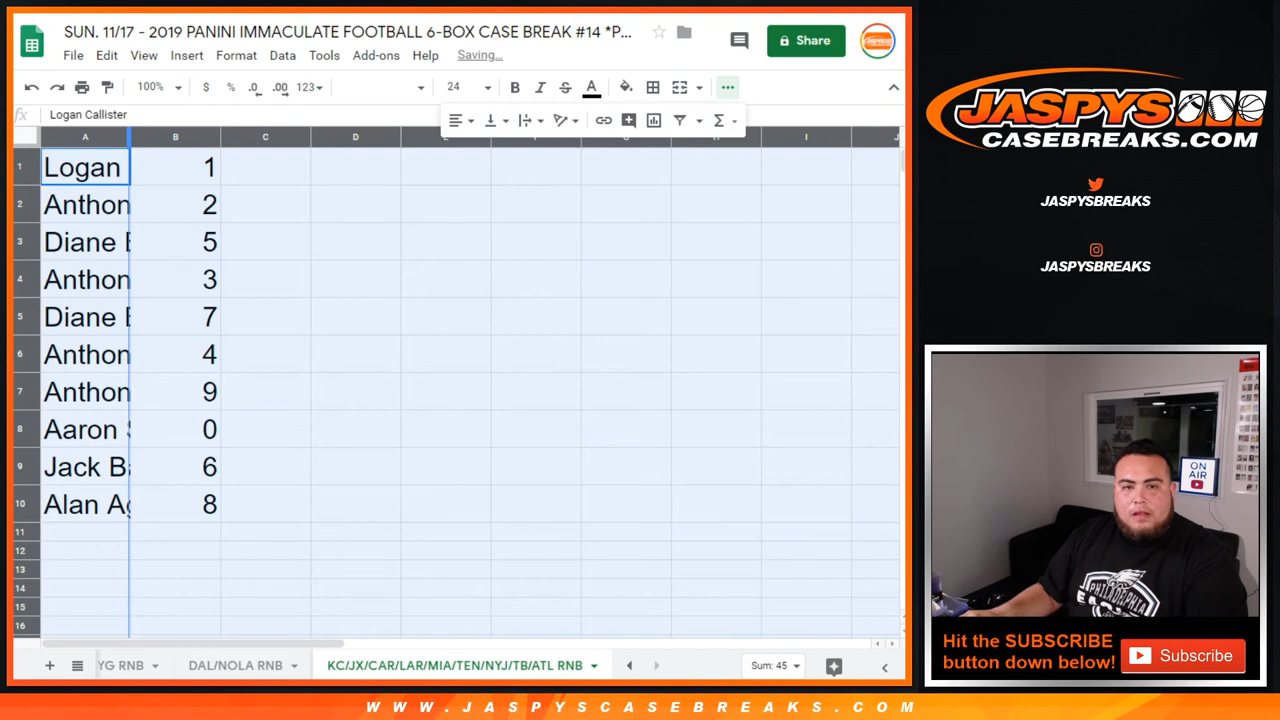 SUN. 11/17 - 2019 PANINI IMMACULATE FOOTBALL 6-BOX CASE BREAK #14 *P...
Share
File Edit View Insert Format Data Tools Add-ons Help Saving...
100% $ % .0 .00 123 24 B I S A
fx Logan Callister
A B C D E F G H I J
1 Logan 1
2 Anthon 2
3 Diane E 5
4 Anthon 3
5 Diane E 7
6 Anthon 4
7 Anthon 9
8 Aaron S 0
9 Jack Ba 6
10 Alan Ag 8
11
12
13
14
15
16
YG RNB DAL/NOLA RNB KC/JX/CAR/LAR/MIA/TEN/NYJ/TB/ATL RNB Sum: 45
JASPYS
CASEBREAKS.COM
JASPYSBREAKS
JASPYSBREAKS
ON
AIR
PHILADELPHIA
EAGLES
Hit the SUBSCRIBE
button down below!
Subscribe
WWW.JASPYSCASEBREAKS.COM